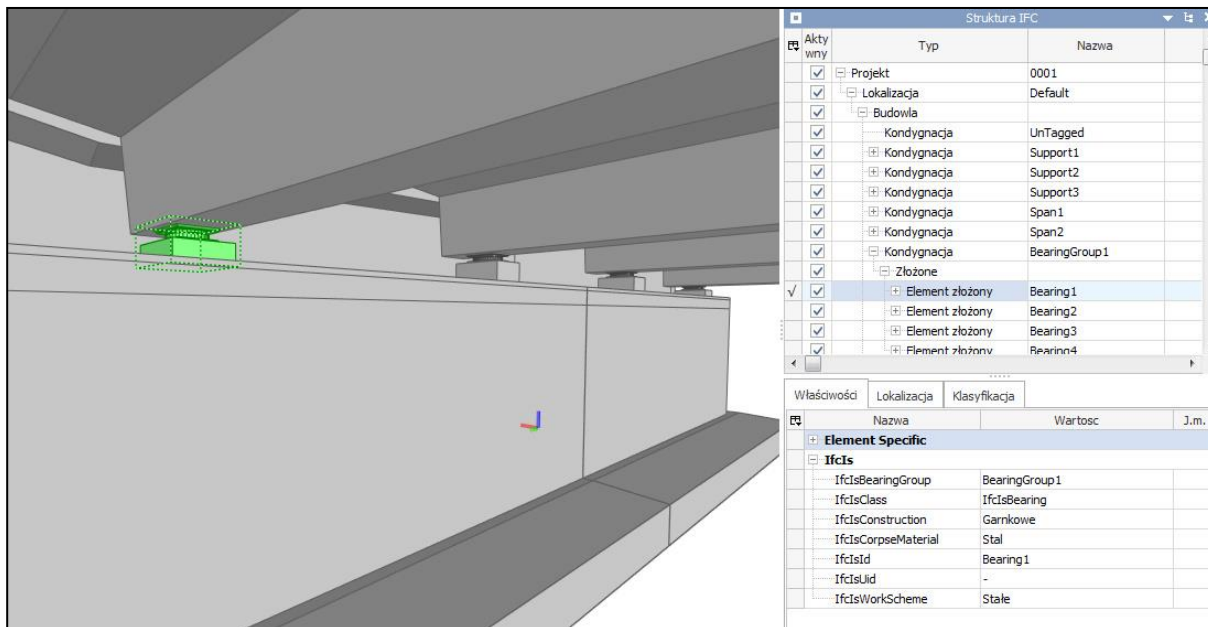 Struktura IFC
Akty
wny Typ Nazwa
Projekt 0001
Lokalizacja Default
Budowla
Kondygnacja UnTagged
Kondygnacja Support1
Kondygnacja Support2
Kondygnacja Support3
Kondygnacja Span1
Kondygnacja Span2
Kondygnacja BearingGroup1
Złożone
Element złożony Bearing1
Element złożony Bearing2
Element złożony Bearing3
Element złożony Bearing4
Właściwości Lokalizacja Klasyfikacja
Nazwa Wartosc J.m.
Element Specific
IfcIs
IfcIsBearingGroup BearingGroup1
IfcIsClass IfcIsBearing
IfcIsConstruction Garnkowe
IfcIsCorpseMaterial Stal
IfcIsId Bearing1
IfcIsUid -
IfcIsWorkScheme Stałe